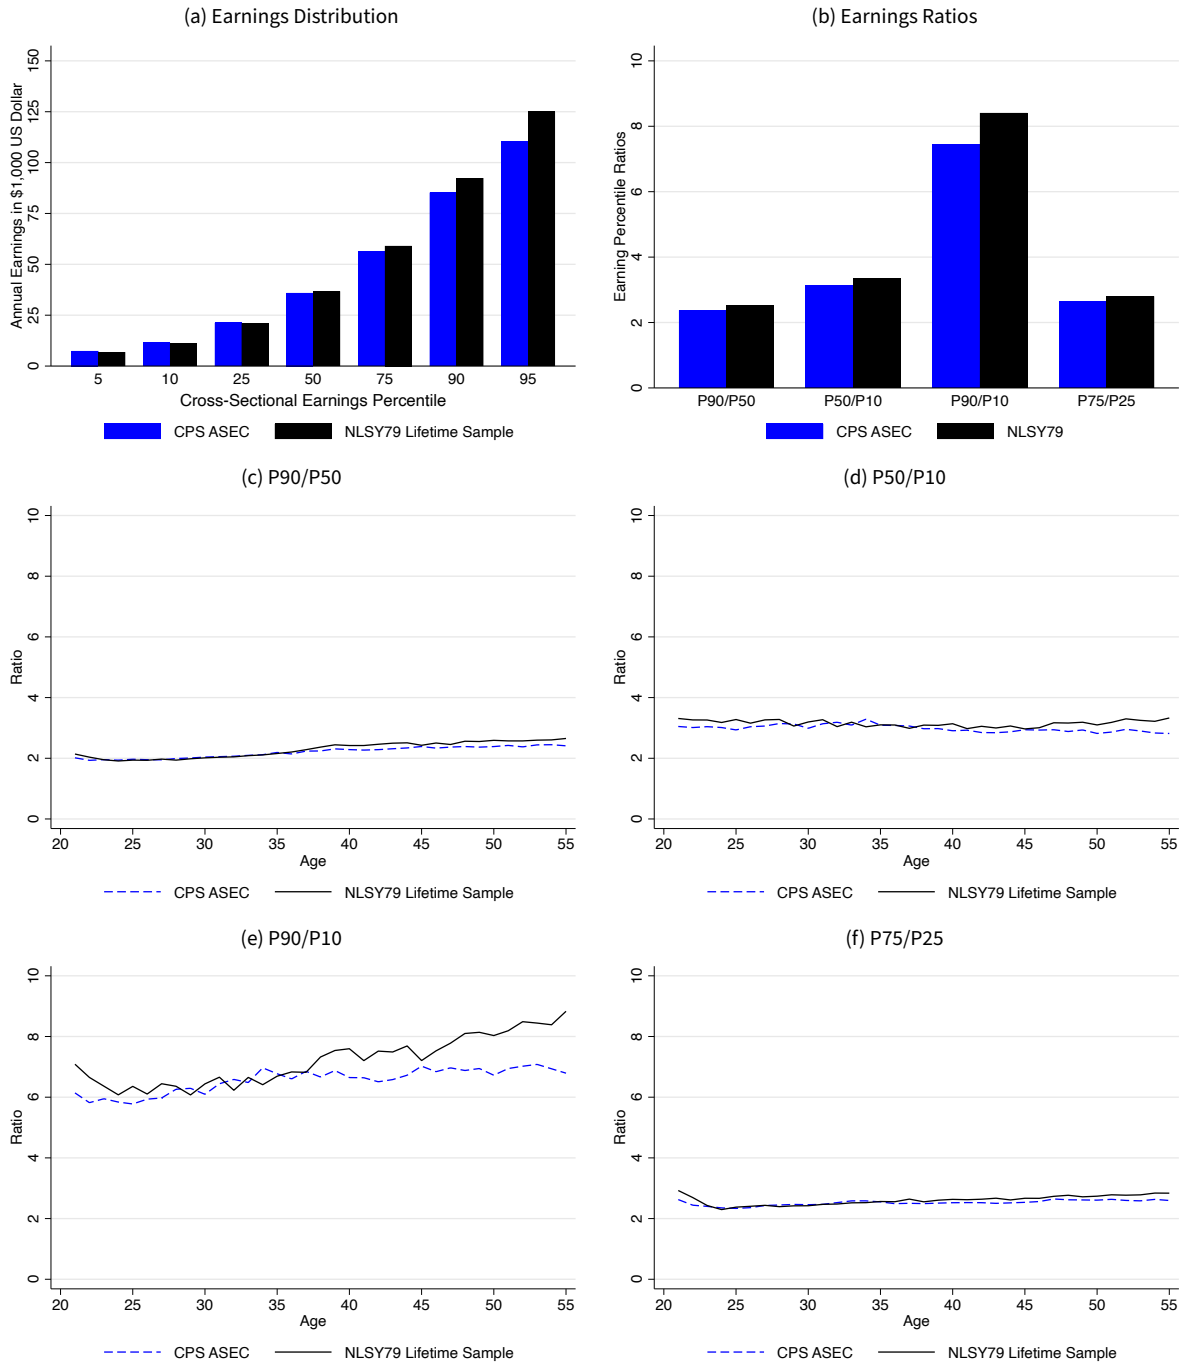 (a) Earnings Distribution
Annual Earnings in $1,000 US Dollar
0 25 50 75 100 125 150
5 10 25 50 75 90 95
Cross-Sectional Earnings Percentile
CPS ASEC NLSY79 Lifetime Sample
(b) Earnings Ratios
Earning Percentile Ratios
0 2 4 6 8 10
P90/P50 P50/P10 P90/P10 P75/P25
CPS ASEC NLSY79
(c) P90/P50
Ratio
0 2 4 6 8 10
20 25 30 35 40 45 50 55
Age
CPS ASEC NLSY79 Lifetime Sample
(d) P50/P10
Ratio
0 2 4 6 8 10
20 25 30 35 40 45 50 55
Age
CPS ASEC NLSY79 Lifetime Sample
(e) P90/P10
Ratio
0 2 4 6 8 10
20 25 30 35 40 45 50 55
Age
CPS ASEC NLSY79 Lifetime Sample
(f) P75/P25
Ratio
0 2 4 6 8 10
20 25 30 35 40 45 50 55
Age
CPS ASEC NLSY79 Lifetime Sample